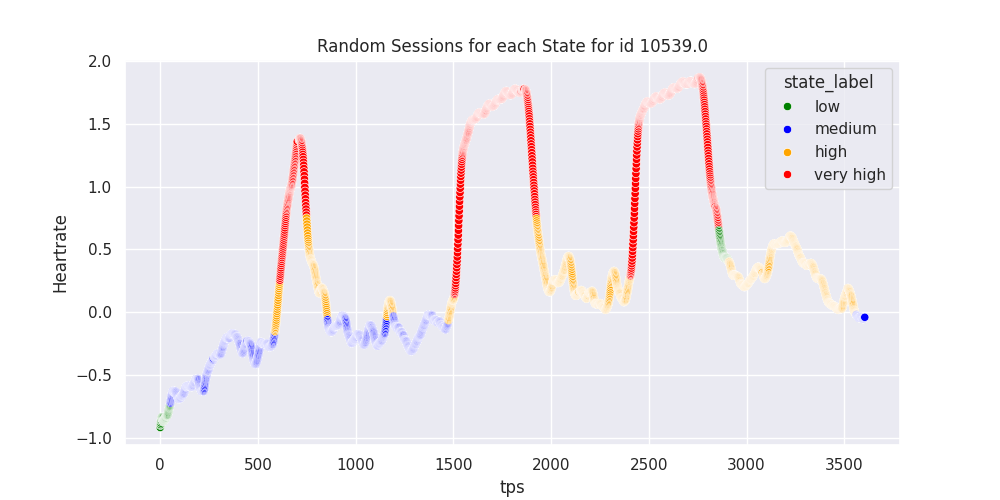 Random Sessions for each State for id 10539.0
Heartrate
2.0
1.5
1.0
0.5
0.0
−0.5
−1.0
state_label
low
medium
high
very high
0
500
1000
1500
2000
2500
3000
3500
tps